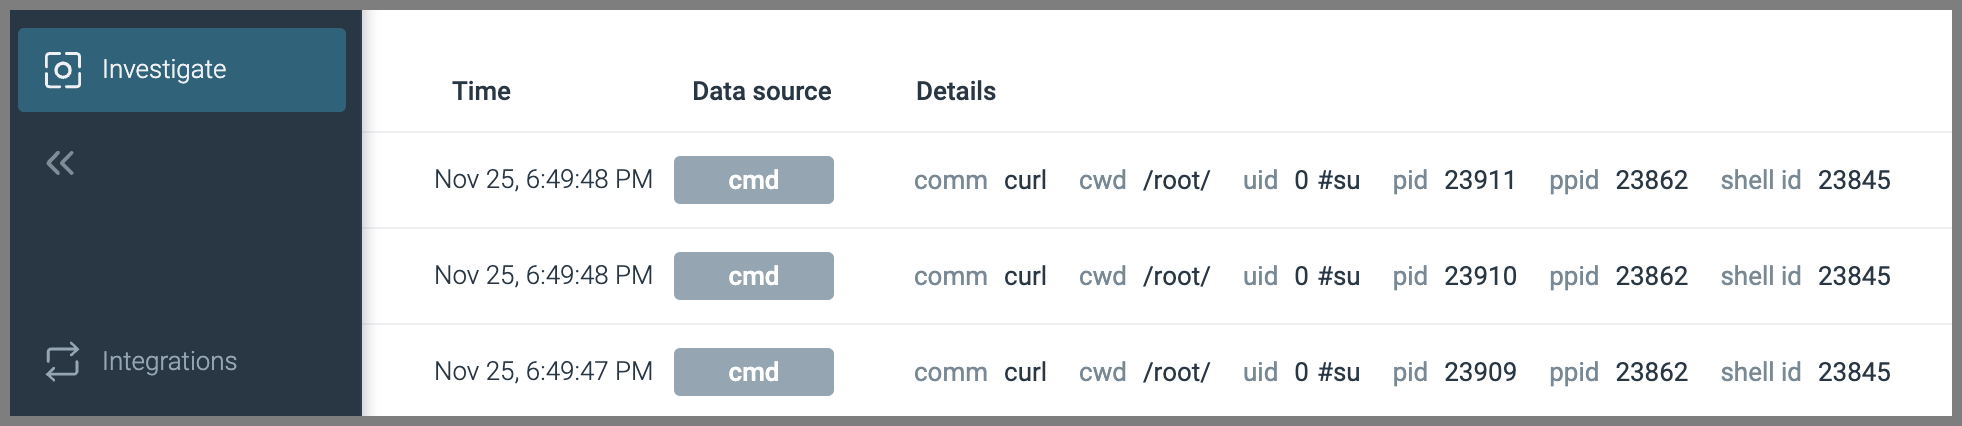 Investigate
Time Data source Details
Nov 25, 6:49:48 PM cmd comm curl cwd /root/ uid 0 #su pid 23911 ppid 23862 shell id 23845
Nov 25, 6:49:48 PM cmd comm curl cwd /root/ uid 0 #su pid 23910 ppid 23862 shell id 23845
Integrations
Nov 25, 6:49:47 PM cmd comm curl cwd /root/ uid 0 #su pid 23909 ppid 23862 shell id 23845